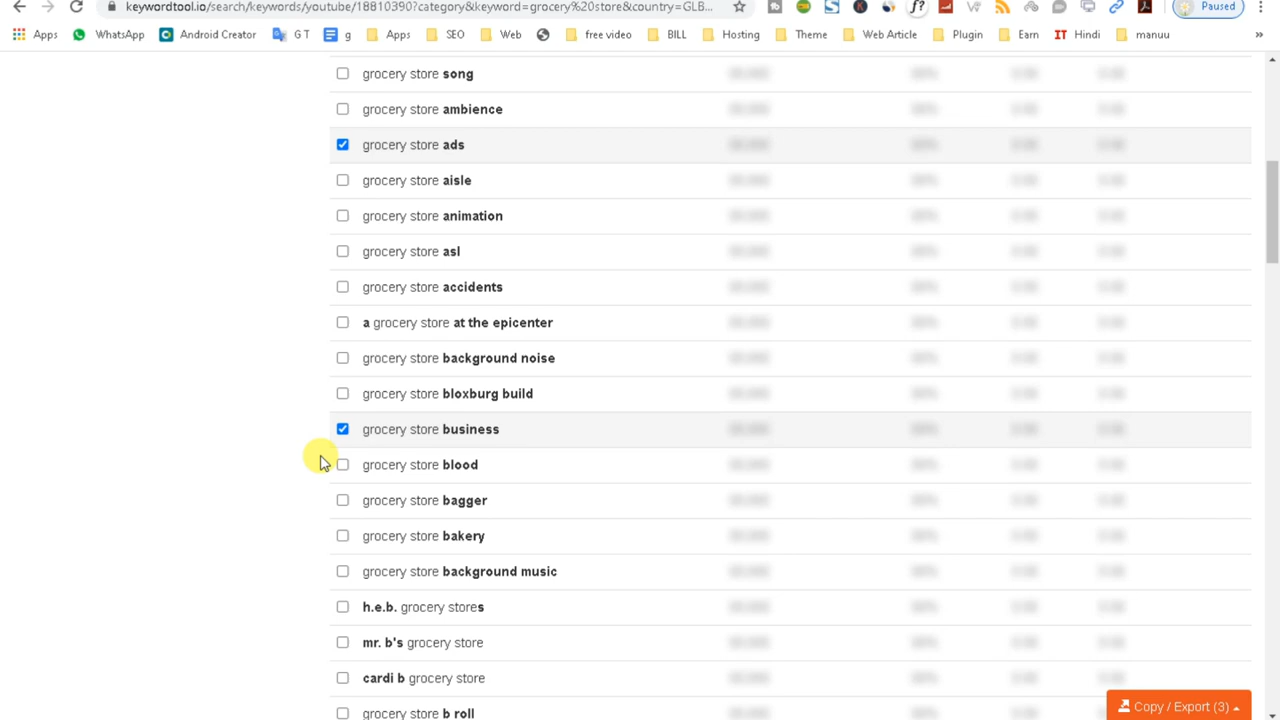 keywordtool.io/search/keywords/youtube/18810390?category&keyword=grocery%20store&country=GLB... Paused
Apps WhatsApp Android Creator G T g Apps SEO Web free video BILL Hosting Theme Web Article Plugin Earn IT Hindi manuu »
grocery store song
grocery store ambience
grocery store ads
grocery store aisle
grocery store animation
grocery store asl
grocery store accidents
a grocery store at the epicenter
grocery store background noise
grocery store bloxburg build
grocery store business
grocery store blood
grocery store bagger
grocery store bakery
grocery store background music
h.e.b. grocery stores
mr. b's grocery store
cardi b grocery store
grocery store b roll
Copy / Export (3)